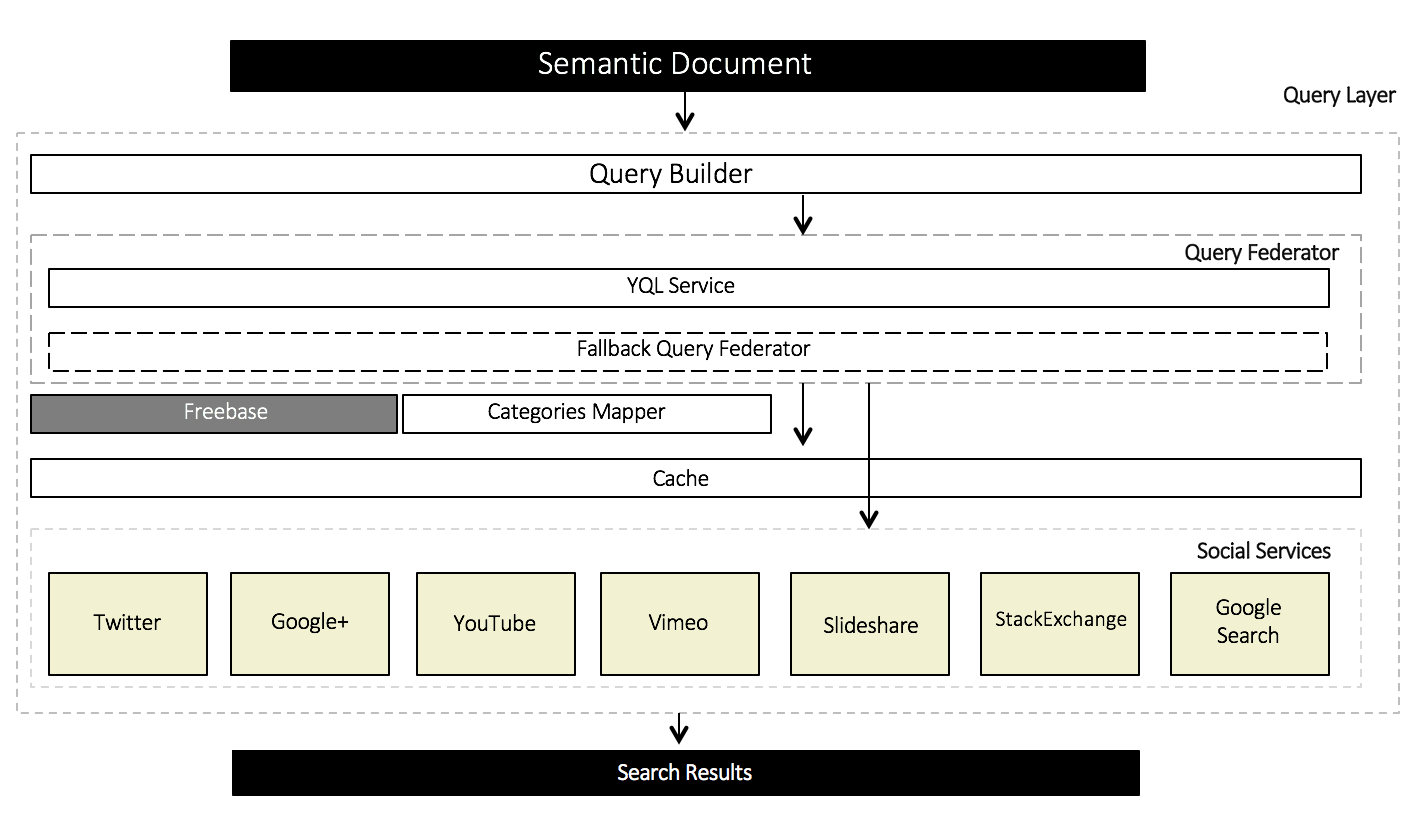 Semantic Document
Query Layer
Query Builder
Query Federator
YQL Service
Fallback Query Federator
Freebase
Categories Mapper
Cache
Social Services
Twitter
Google+
YouTube
Vimeo
Slideshare
StackExchange
Google
Search
Search Results